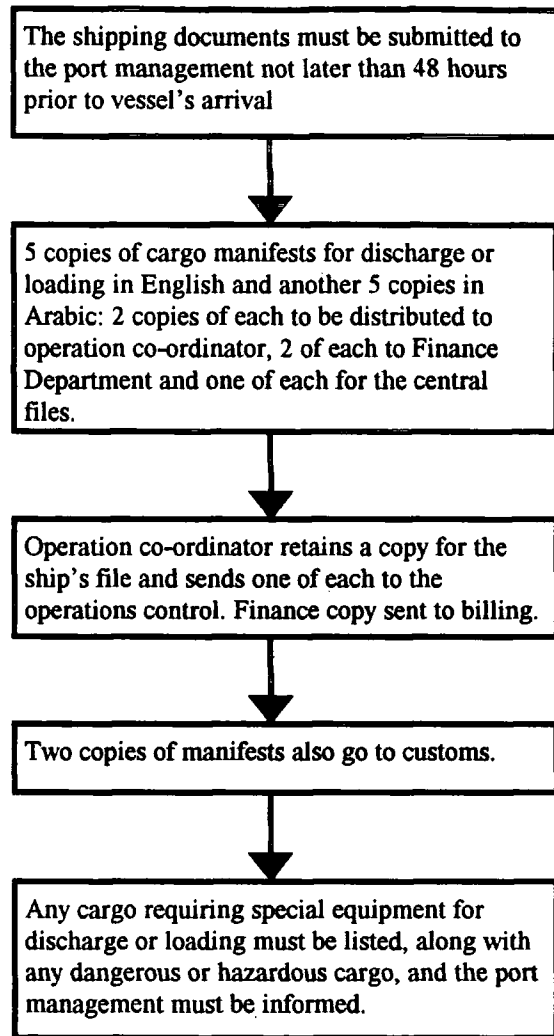 The shipping documents must be submitted to
the port management not later than 48 hours
prior to vessel's arrival
5 copies of cargo manifests for discharge or
loading in English and another 5 copies in
Arabic: 2 copies of each to be distributed to
operation co-ordinator, 2 of each to Finance
Department and one of each for the central
files.
Operation co-ordinator retains a copy for the
ship's file and sends one of each to the
operations control. Finance copy sent to billing.
Two copies of manifests also go to customs.
Any cargo requiring special equipment for
discharge or loading must be listed, along with
any dangerous or hazardous cargo, and the port
management must be informed.